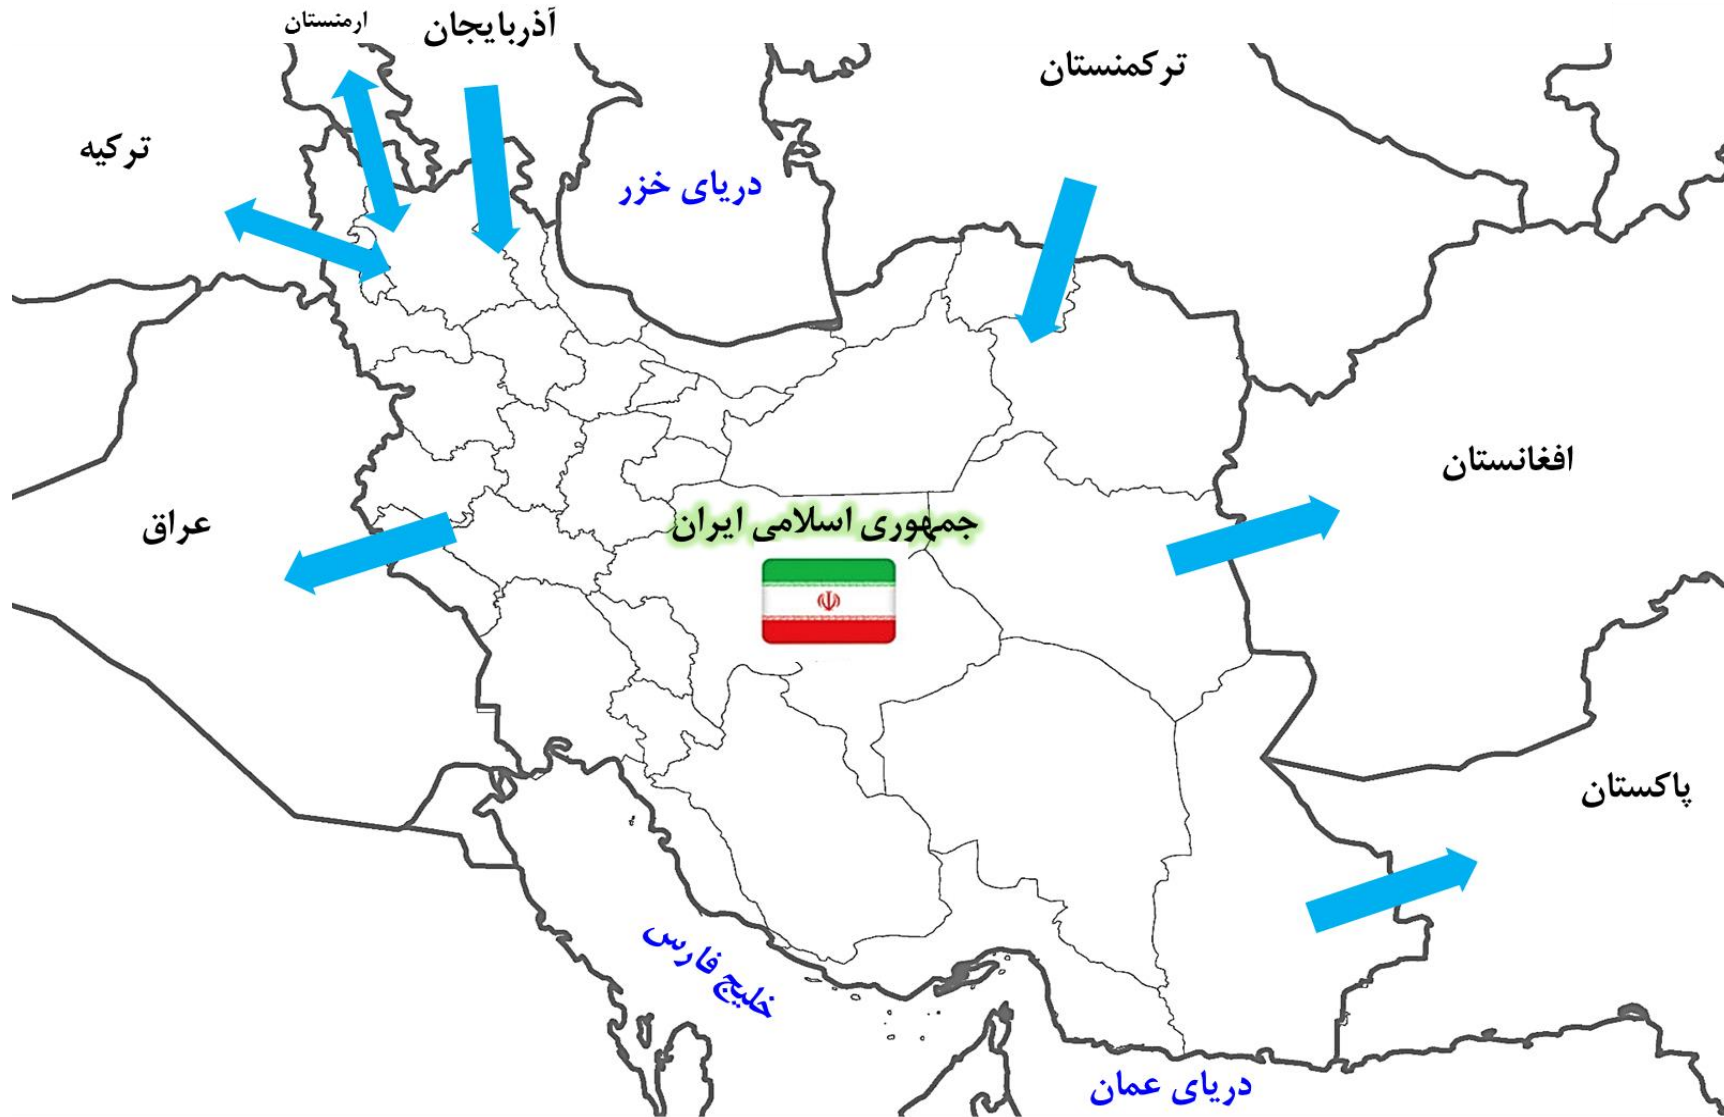 ارمنستان
آذربایجان
ترکمنستان
ترکیه
دریای خزر
افغانستان
عراق
جمهوری اسلامی ایران
پاکستان
خلیج فارس
دریای عمان